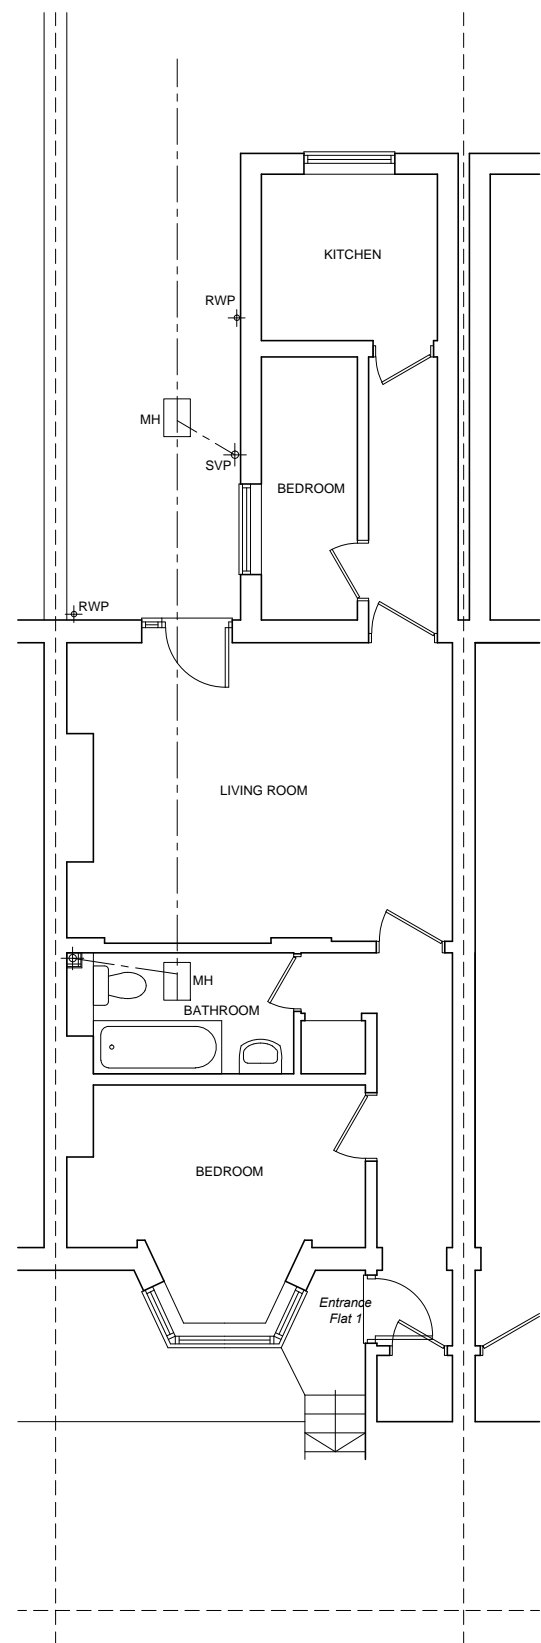 KITCHEN
RWP
MH
SVP
BEDROOM
RWP
LIVING ROOM
MH
BATHROOM
BEDROOM
Entrance
Flat 1